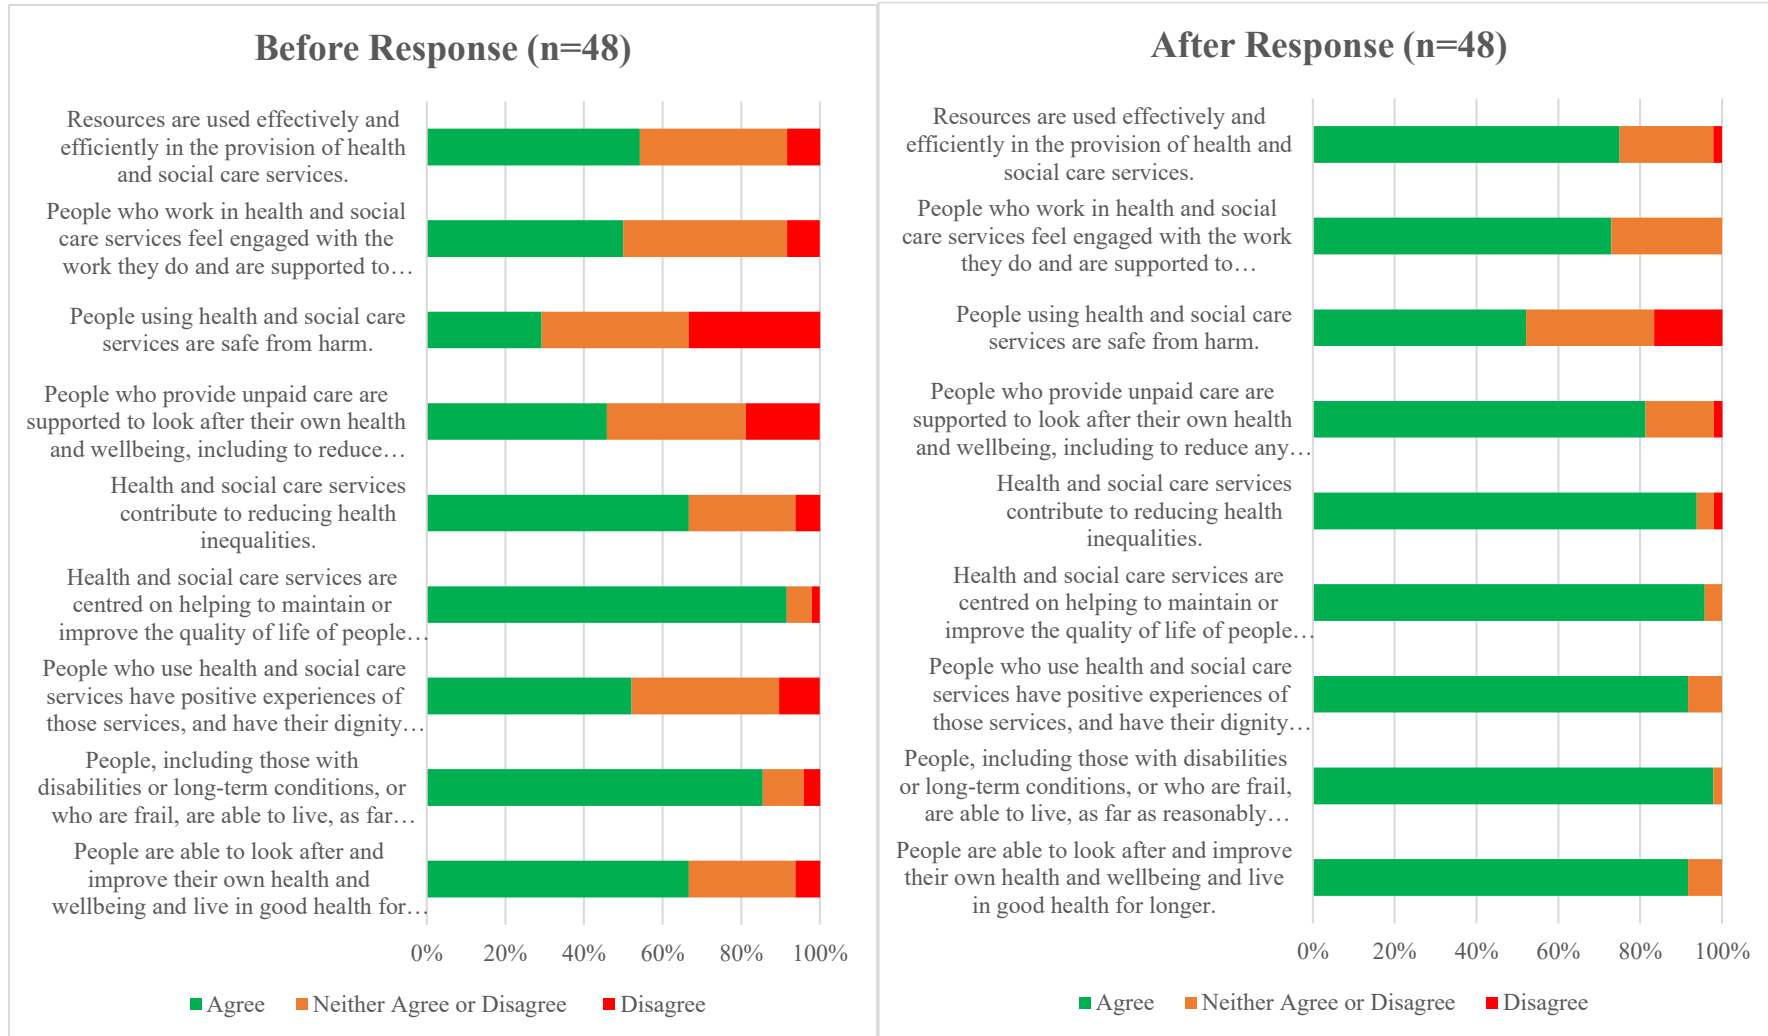 Before Response (n=48)
Resources are used effectively and
efficiently in the provision of health
and social care services.
People who work in health and social
care services feel engaged with the
work they do and are supported to…
People using health and social care
services are safe from harm.
People who provide unpaid care are
supported to look after their own health
and wellbeing, including to reduce…
Health and social care services
contribute to reducing health
inequalities.
Health and social care services are
centred on helping to maintain or
improve the quality of life of people…
People who use health and social care
services have positive experiences of
those services, and have their dignity…
People, including those with
disabilities or long-term conditions, or
who are frail, are able to live, as far…
People are able to look after and
improve their own health and
wellbeing and live in good health for…
0% 20% 40% 60% 80% 100%
Agree Neither Agree or Disagree Disagree
After Response (n=48)
Resources are used effectively and
efficiently in the provision of health and
social care services.
People who work in health and social
care services feel engaged with the work
they do and are supported to…
People using health and social care
services are safe from harm.
People who provide unpaid care are
supported to look after their own health
and wellbeing, including to reduce any…
Health and social care services
contribute to reducing health
inequalities.
Health and social care services are
centred on helping to maintain or
improve the quality of life of people…
People who use health and social care
services have positive experiences of
those services, and have their dignity…
People, including those with disabilities
or long-term conditions, or who are frail,
are able to live, as far as reasonably…
People are able to look after and improve
their own health and wellbeing and live
in good health for longer.
0% 20% 40% 60% 80% 100%
Agree Neither Agree or Disagree Disagree